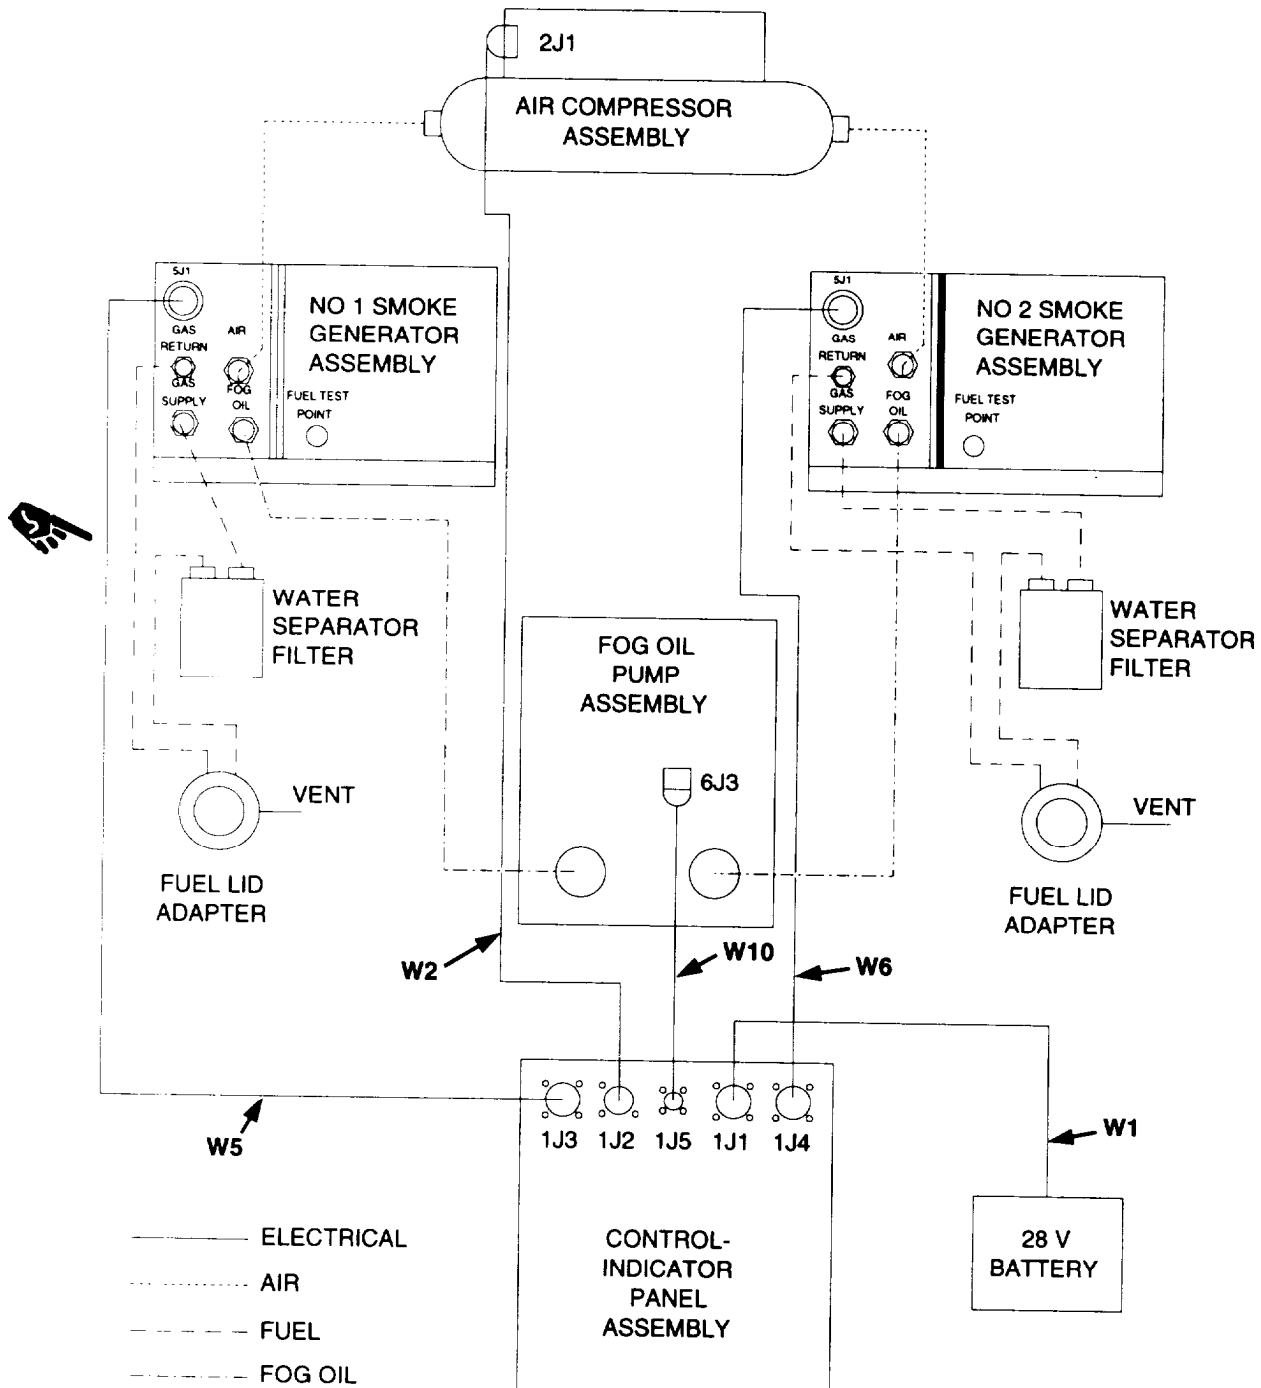 2J1
AIR COMPRESSOR
ASSEMBLY
5J1
GAS
RETURN
AIR
GAS
SUPPLY
FOG
OIL
NO 1 SMOKE
GENERATOR
ASSEMBLY
FUEL TEST
POINT
5J1
GAS
RETURN
AIR
GAS
SUPPLY
FOG
OIL
NO 2 SMOKE
GENERATOR
ASSEMBLY
FUEL TEST
POINT
WATER
SEPARATOR
FILTER
FOG OIL
PUMP
ASSEMBLY
6J3
WATER
SEPARATOR
FILTER
VENT
FUEL LID
ADAPTER
VENT
FUEL LID
ADAPTER
W2
W10
W6
W5
1J3
1J2
1J5
1J1
1J4
W1
ELECTRICAL
AIR
FUEL
FOG OIL
CONTROL-
INDICATOR
PANEL
ASSEMBLY
28 V
BATTERY